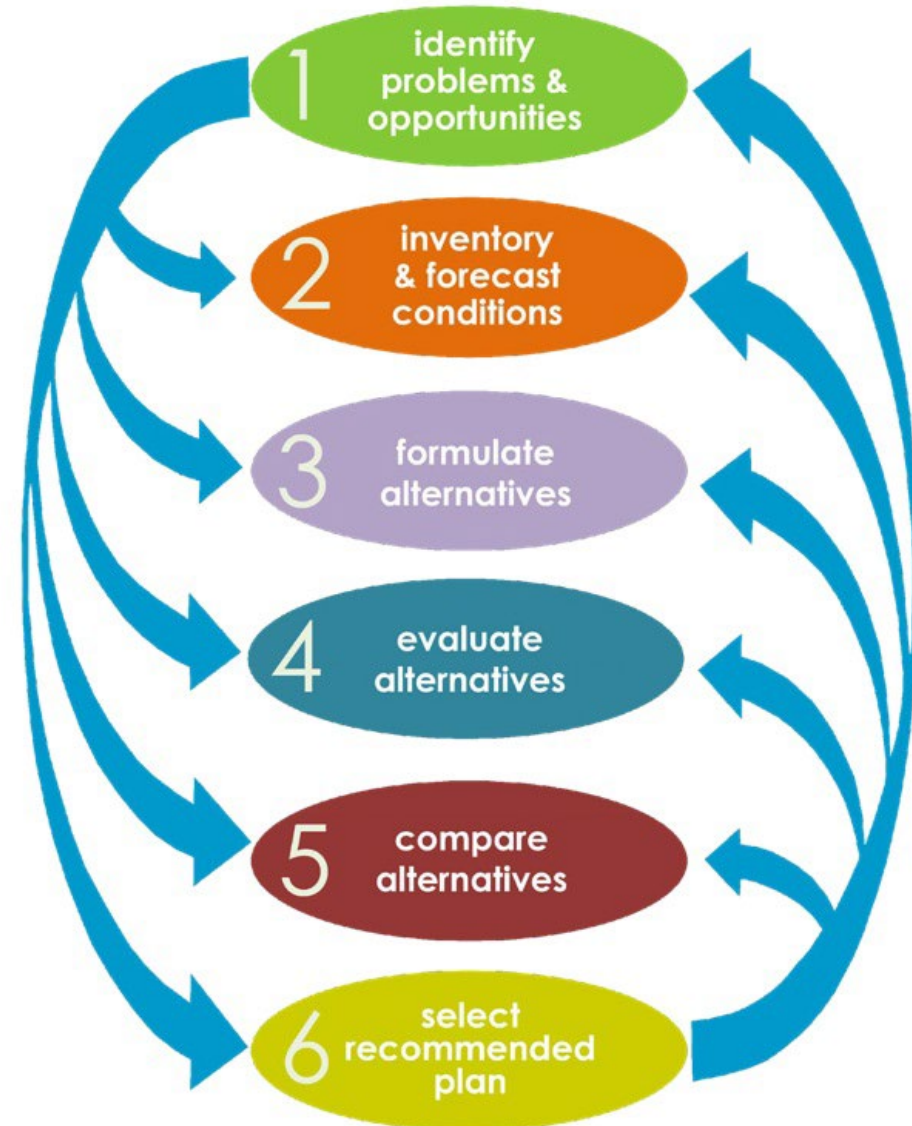 1
identify
problems &
opportunities
2
inventory
& forecast
conditions
3
formulate
alternatives
4
evaluate
alternatives
5
compare
alternatives
6
select
recommended
plan